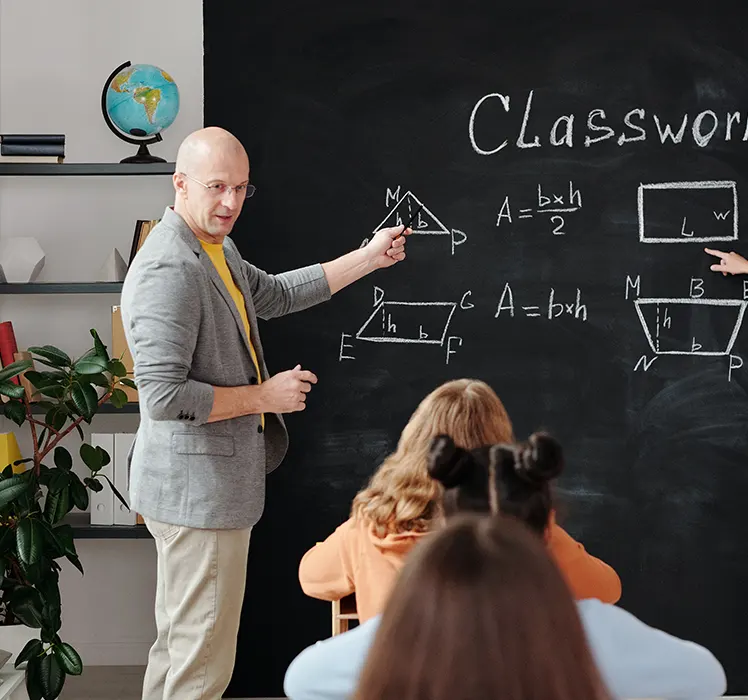 Classwor
M
h b
P
A = b×h / 2
L w
D G
h b
E F
A = b×h
M B E
h
b
N P